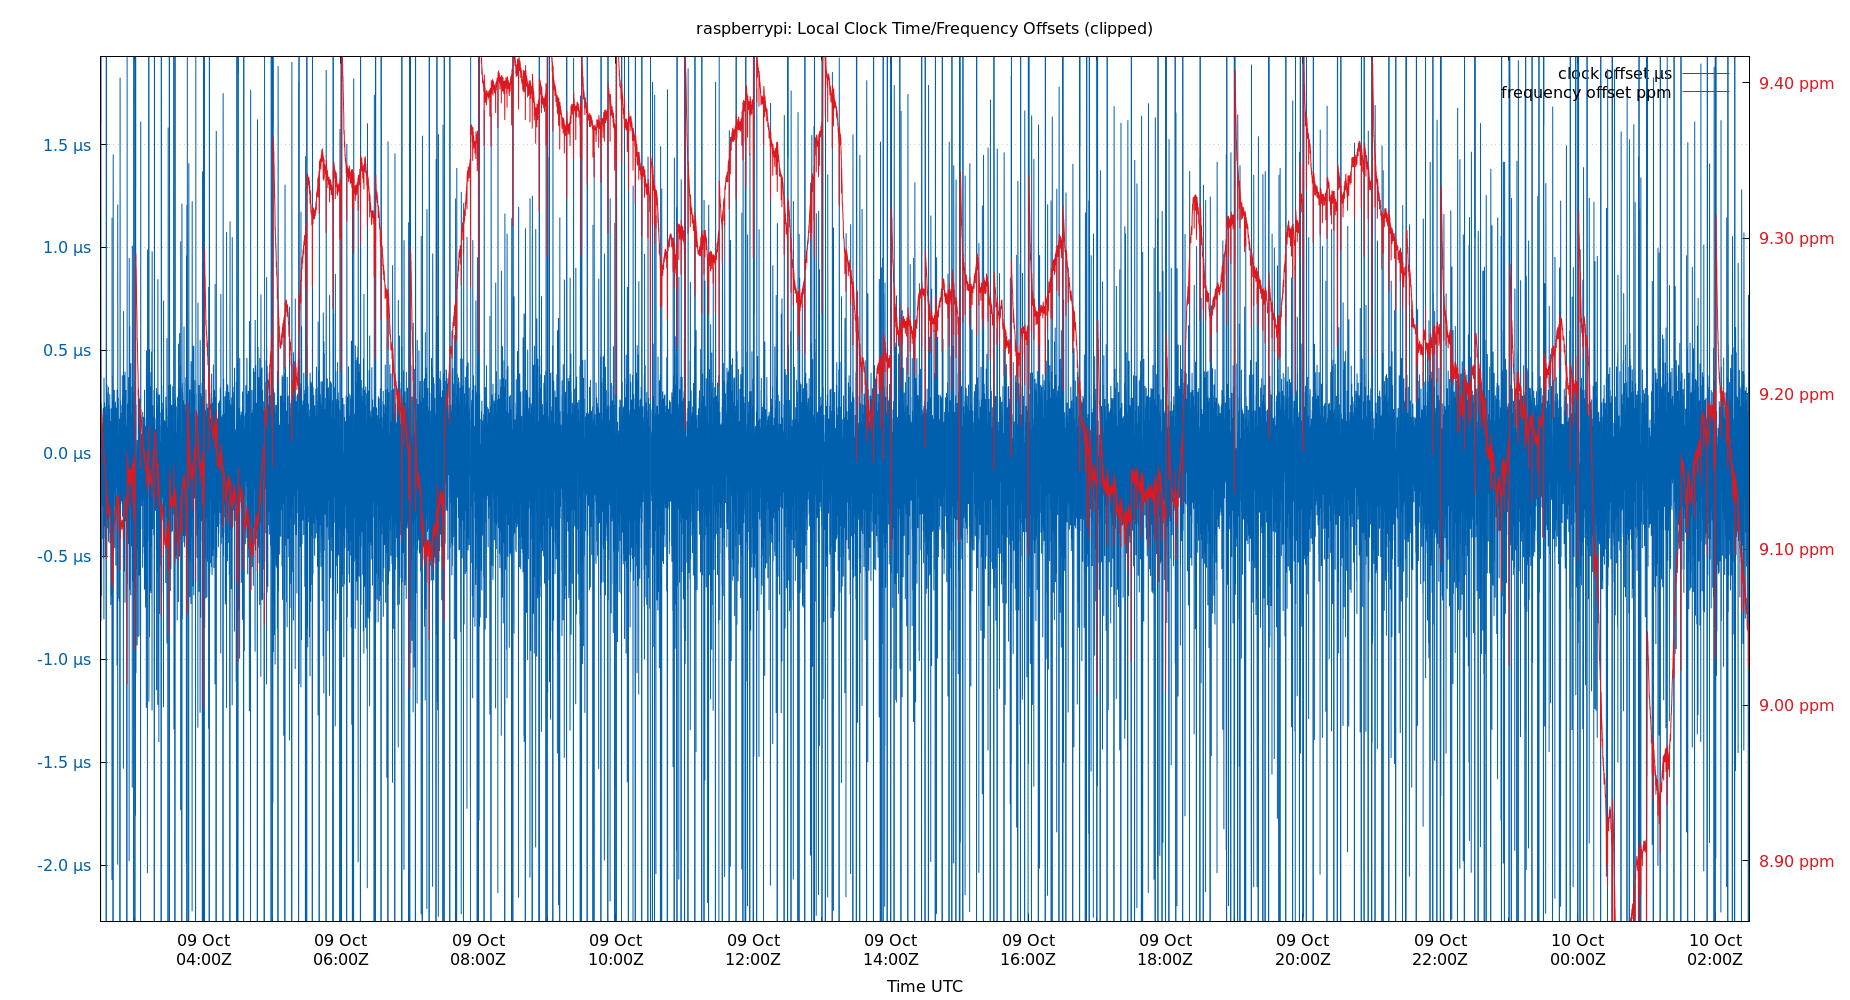 raspberrypi: Local Clock Time/Frequency Offsets (clipped)
clock offset µs
frequency offset ppm
1.5 µs
1.0 µs
0.5 µs
0.0 µs
-0.5 µs
-1.0 µs
-1.5 µs
-2.0 µs
9.40 ppm
9.30 ppm
9.20 ppm
9.10 ppm
9.00 ppm
8.90 ppm
09 Oct 09 Oct 09 Oct 09 Oct 09 Oct 09 Oct 09 Oct 09 Oct 09 Oct 09 Oct 10 Oct 10 Oct
04:00Z 06:00Z 08:00Z 10:00Z 12:00Z 14:00Z 16:00Z 18:00Z 20:00Z 22:00Z 00:00Z 02:00Z
Time UTC